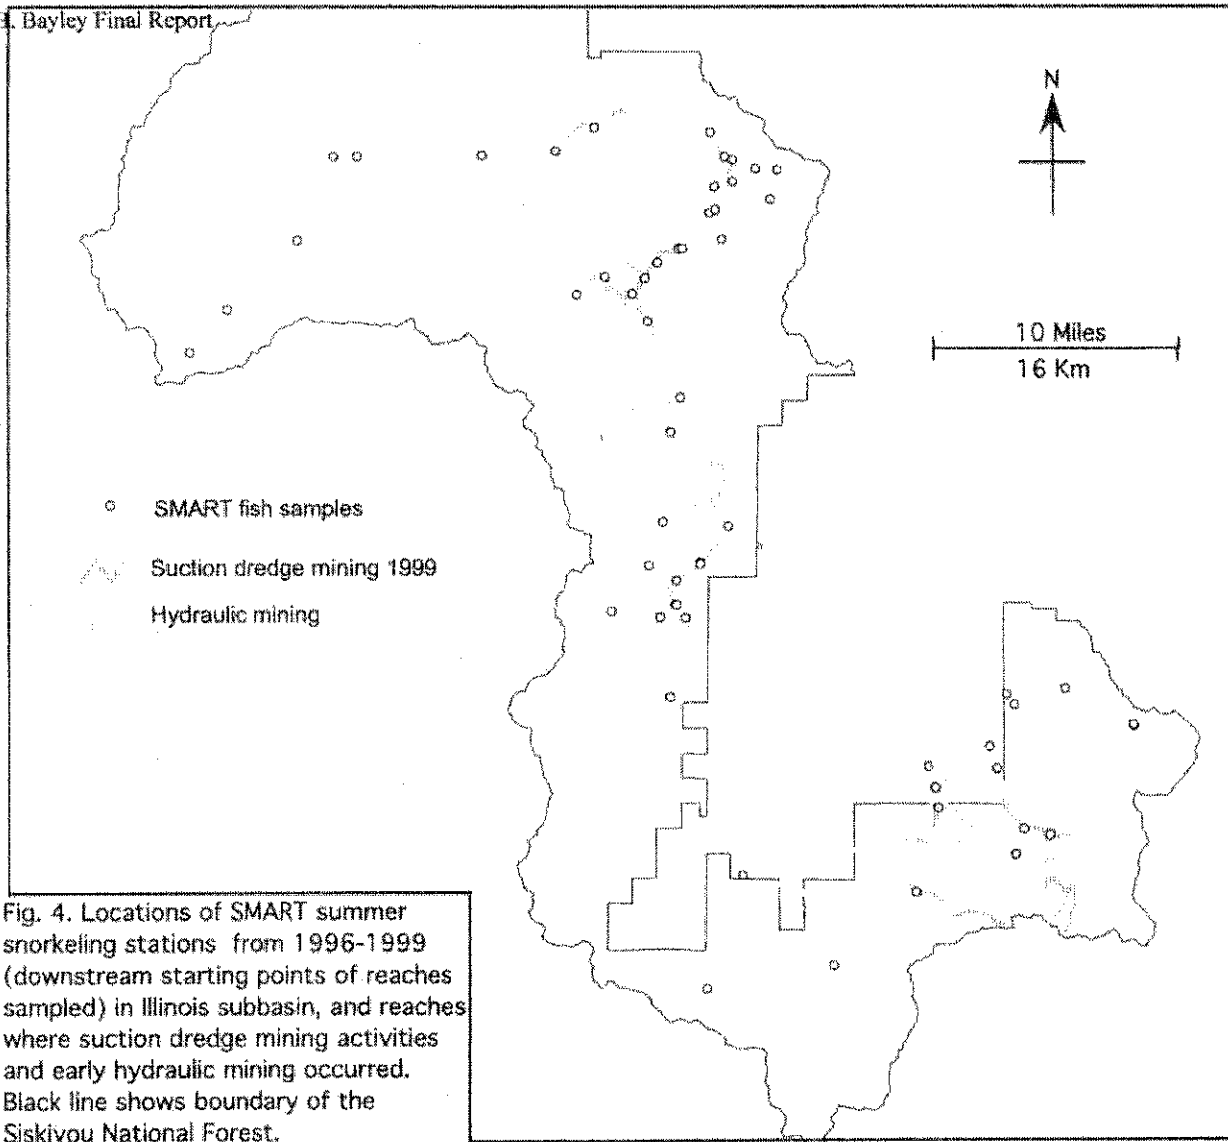 H. Bayley Final Report
N
10 Miles
16 Km
SMART fish samples
Suction dredge mining 1999
Hydraulic mining
Fig. 4. Locations of SMART summer
snorkeling stations from 1996-1999
(downstream starting points of reaches
sampled) in Illinois subbasin, and reaches
where suction dredge mining activities
and early hydraulic mining occurred.
Black line shows boundary of the
Siskiyou National Forest.